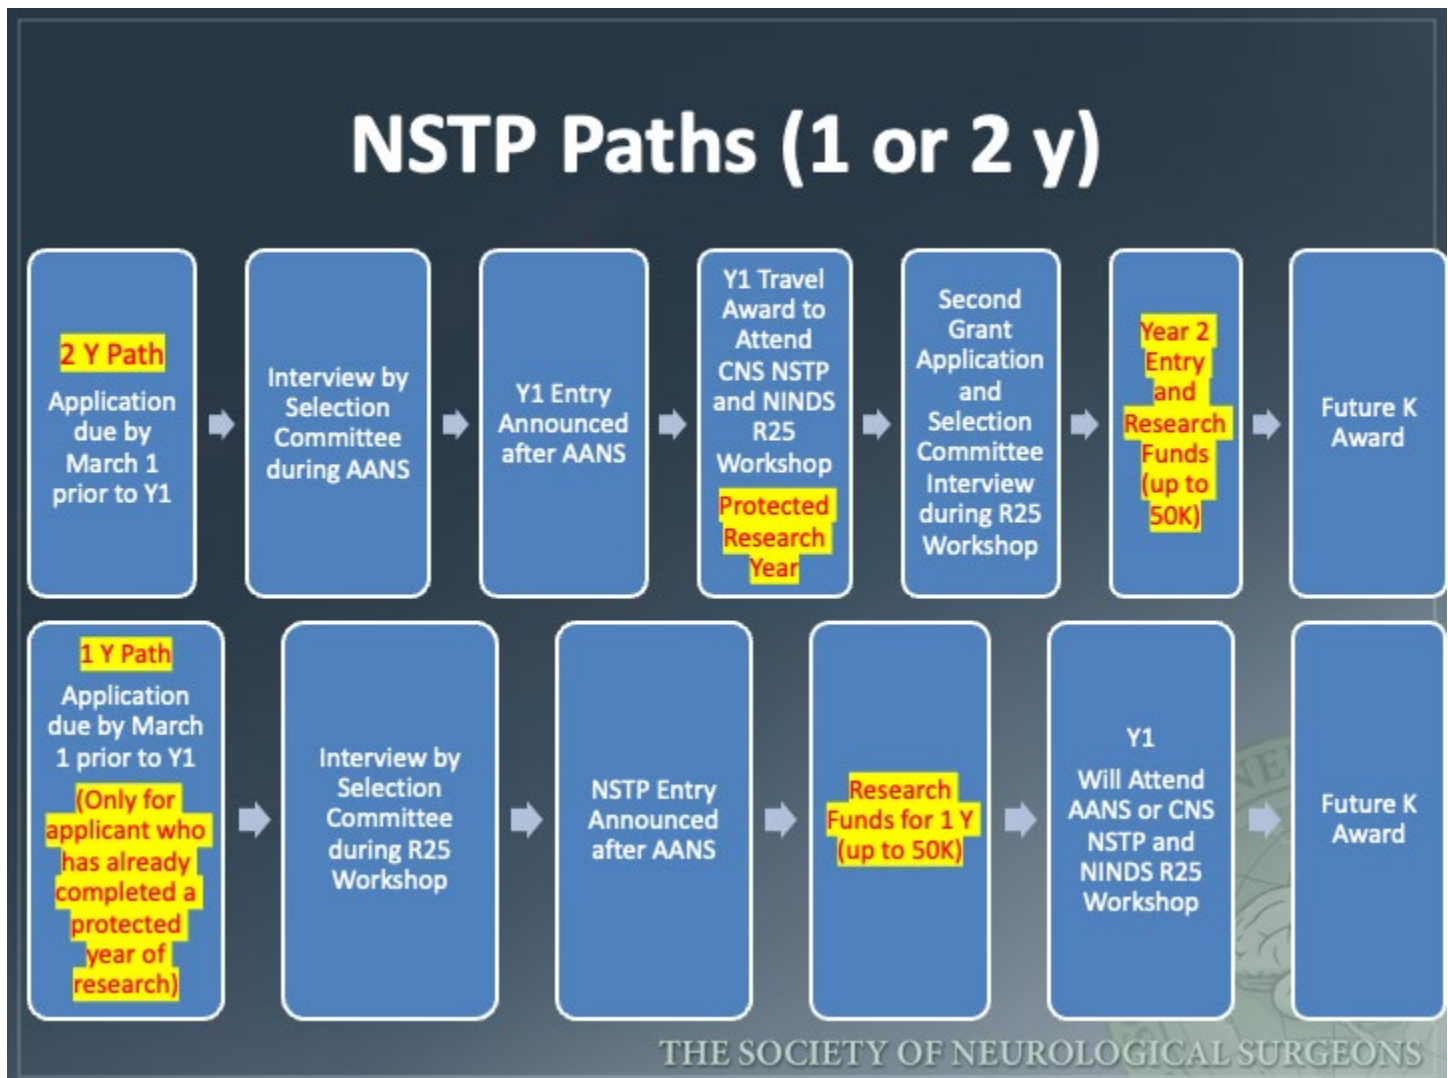 NSTP Paths (1 or 2 y)
2 Y Path
Application
due by
March 1
prior to Y1
Interview by
Selection
Committee
during AANS
Y1 Entry
Announced
after AANS
Y1 Travel
Award to
Attend
CNS NSTP
and NINDS
R25
Workshop
Protected
Research
Year
Second
Grant
Application
and
Selection
Committee
Interview
during R25
Workshop
Year 2
Entry
and
Research
Funds
(up to
50K)
Future K
Award
1 Y Path
Application
due by March
1 prior to Y1
(Only for
applicant who
has already
completed a
protected
year of
research)
Interview by
Selection
Committee
during R25
Workshop
NSTP Entry
Announced
after AANS
Research
Funds for 1 Y
(up to 50K)
Y1
Will Attend
AANS or CNS
NSTP and
NINDS R25
Workshop
Future K
Award
THE SOCIETY OF NEUROLOGICAL SURGEONS